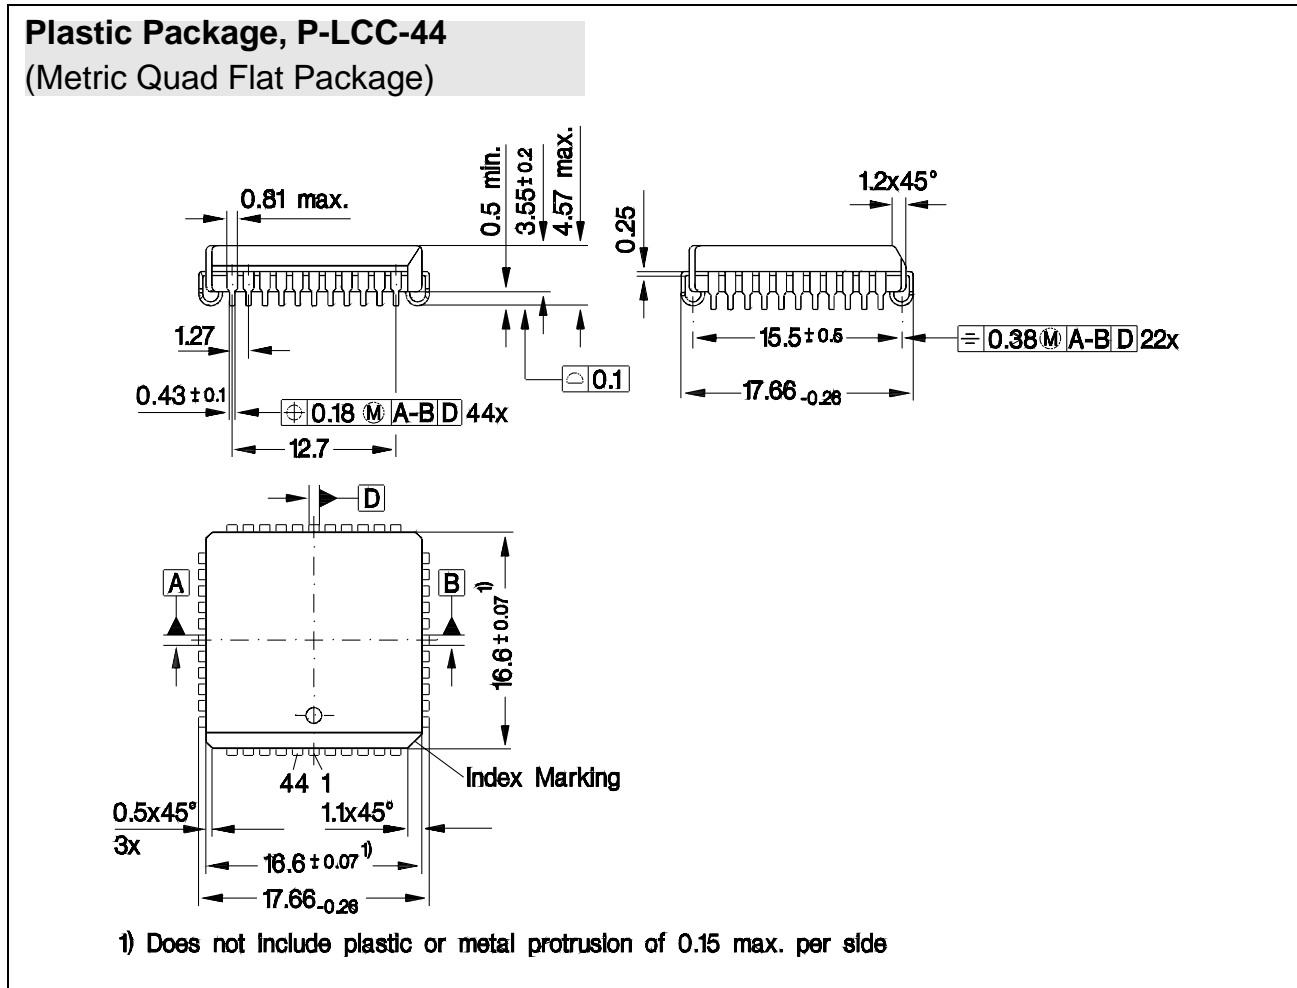 Plastic Package, P-LCC-44
(Metric Quad Flat Package)
0.81 max.
0.5 min.
3.55±0.2
4.57 max.
0.25
1.2x45°
1.27
0.43 ±0.1
⌖ 0.18 Ⓜ A-B D 44x
12.7
⌓ 0.1
15.5 ±0.5
⌯ 0.38 Ⓜ A-B D 22x
17.66 -0.26
D
A
B
16.6 ±0.07 1)
44 1
Index Marking
0.5x45°
3x
1.1x45°
16.6 ±0.07 1)
17.66 -0.26
1) Does not include plastic or metal protrusion of 0.15 max. per side